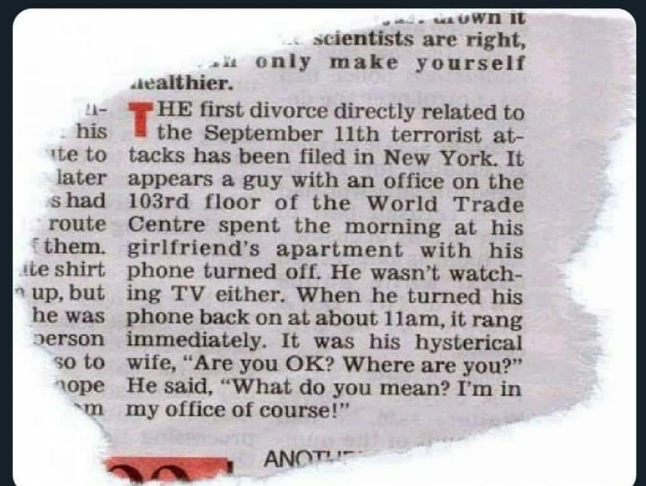 drown it
scientists are right,
only make yourself
healthier.
THE first divorce directly related to
the September 11th terrorist at-
tacks has been filed in New York. It
appears a guy with an office on the
103rd floor of the World Trade
Centre spent the morning at his
girlfriend's apartment with his
phone turned off. He wasn't watch-
ing TV either. When he turned his
phone back on at about 11am, it rang
immediately. It was his hysterical
wife, “Are you OK? Where are you?”
He said, “What do you mean? I'm in
my office of course!”
his
to
later
had
route
them.
shirt
up, but
he was
person
so to
hope